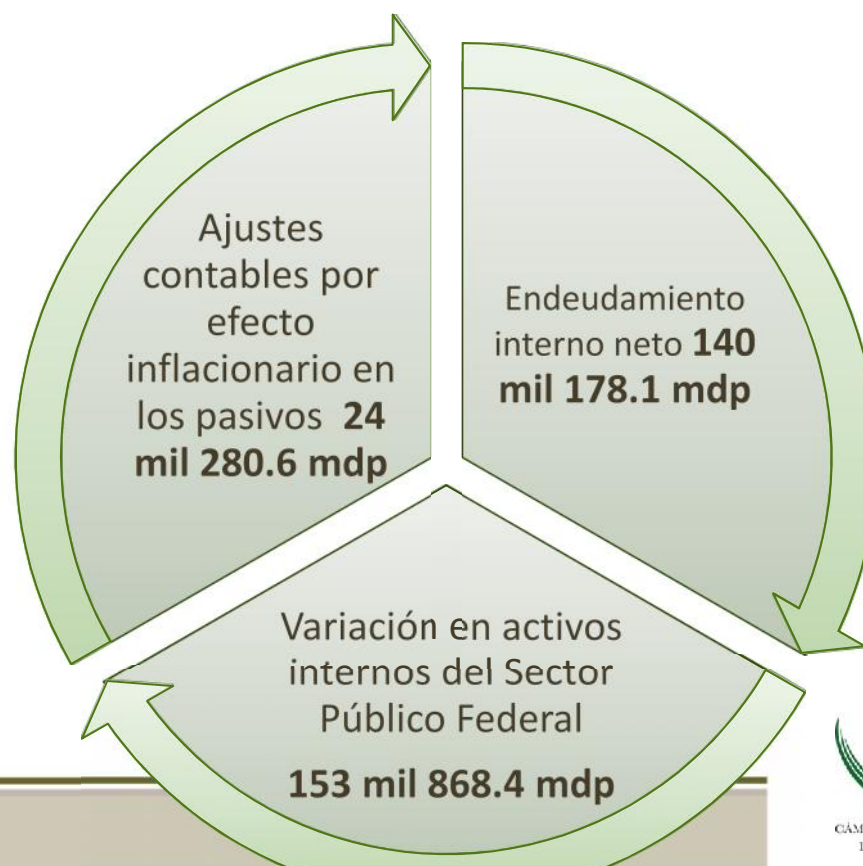 Ajustes
contables por
efecto
inflacionario en
los pasivos 24
mil 280.6 mdp
Endeudamiento
interno neto 140
mil 178.1 mdp
Variación en activos
internos del Sector
Público Federal
153 mil 868.4 mdp